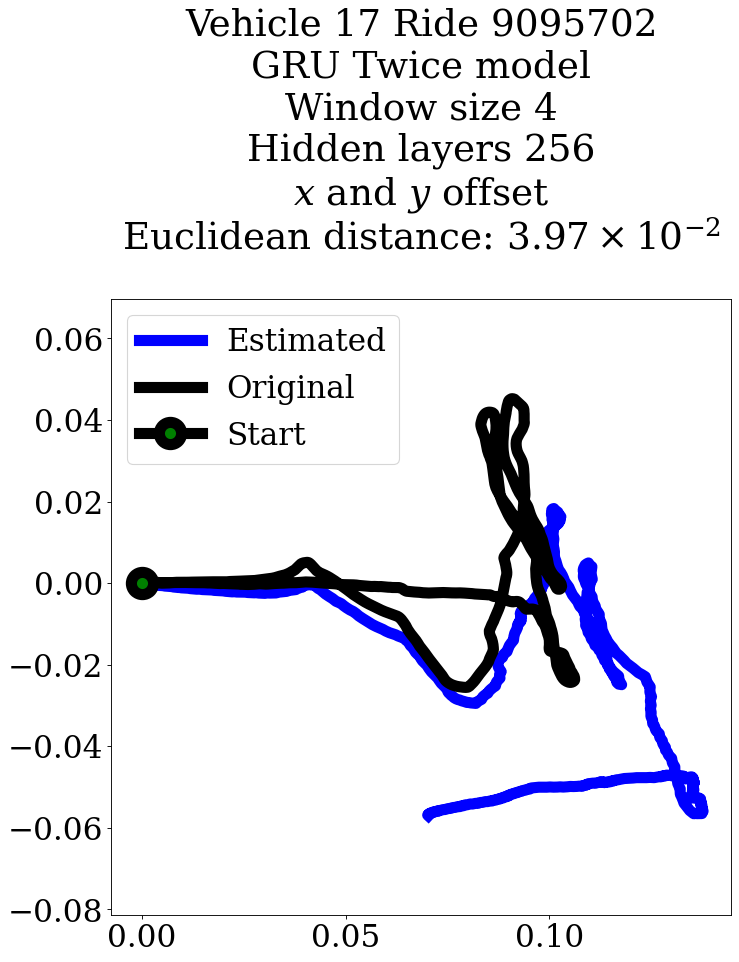 Vehicle 17 Ride 9095702
GRU Twice model
Window size 4
Hidden layers 256
x and y offset
Euclidean distance: 3.97 × 10⁻²
Estimated
Original
Start
0.06
0.04
0.02
0.00
−0.02
−0.04
−0.06
−0.08
0.00 0.05 0.10